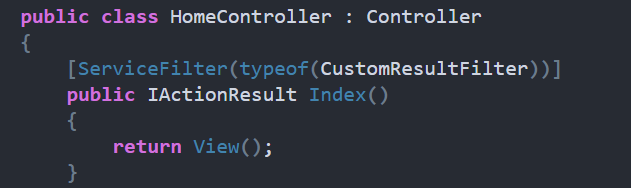 public class HomeController : Controller
{
    [ServiceFilter(typeof(CustomResultFilter))]
    public IActionResult Index()
    {
        return View();
    }